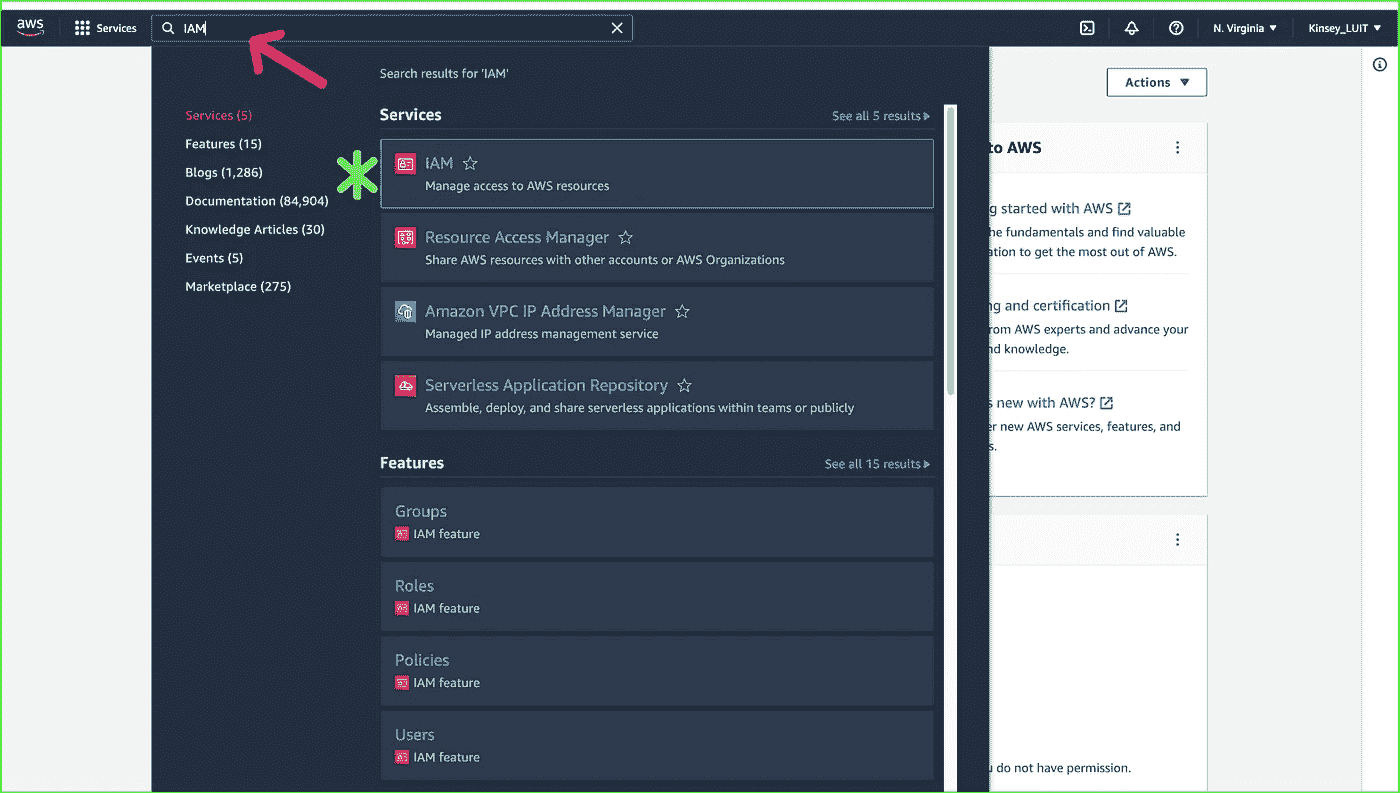 aws
Services
IAM
N. Virginia
Kinsey_LUIT
Search results for 'IAM'
Services (5)
Features (15)
Blogs (1,286)
Documentation (84,904)
Knowledge Articles (30)
Events (5)
Marketplace (275)
Services
See all 5 results
IAM
Manage access to AWS resources
Resource Access Manager
Share AWS resources with other accounts or AWS Organizations
Amazon VPC IP Address Manager
Managed IP address management service
Serverless Application Repository
Assemble, deploy, and share serverless applications within teams or publicly
Features
See all 15 results
Groups
IAM feature
Roles
IAM feature
Policies
IAM feature
Users
IAM feature
Actions
to AWS
started with AWS
fundamentals and find valuable
to get the most out of AWS.
and certification
AWS experts and advance your
knowledge.
new with AWS?
new AWS services, features, and
do not have permission.